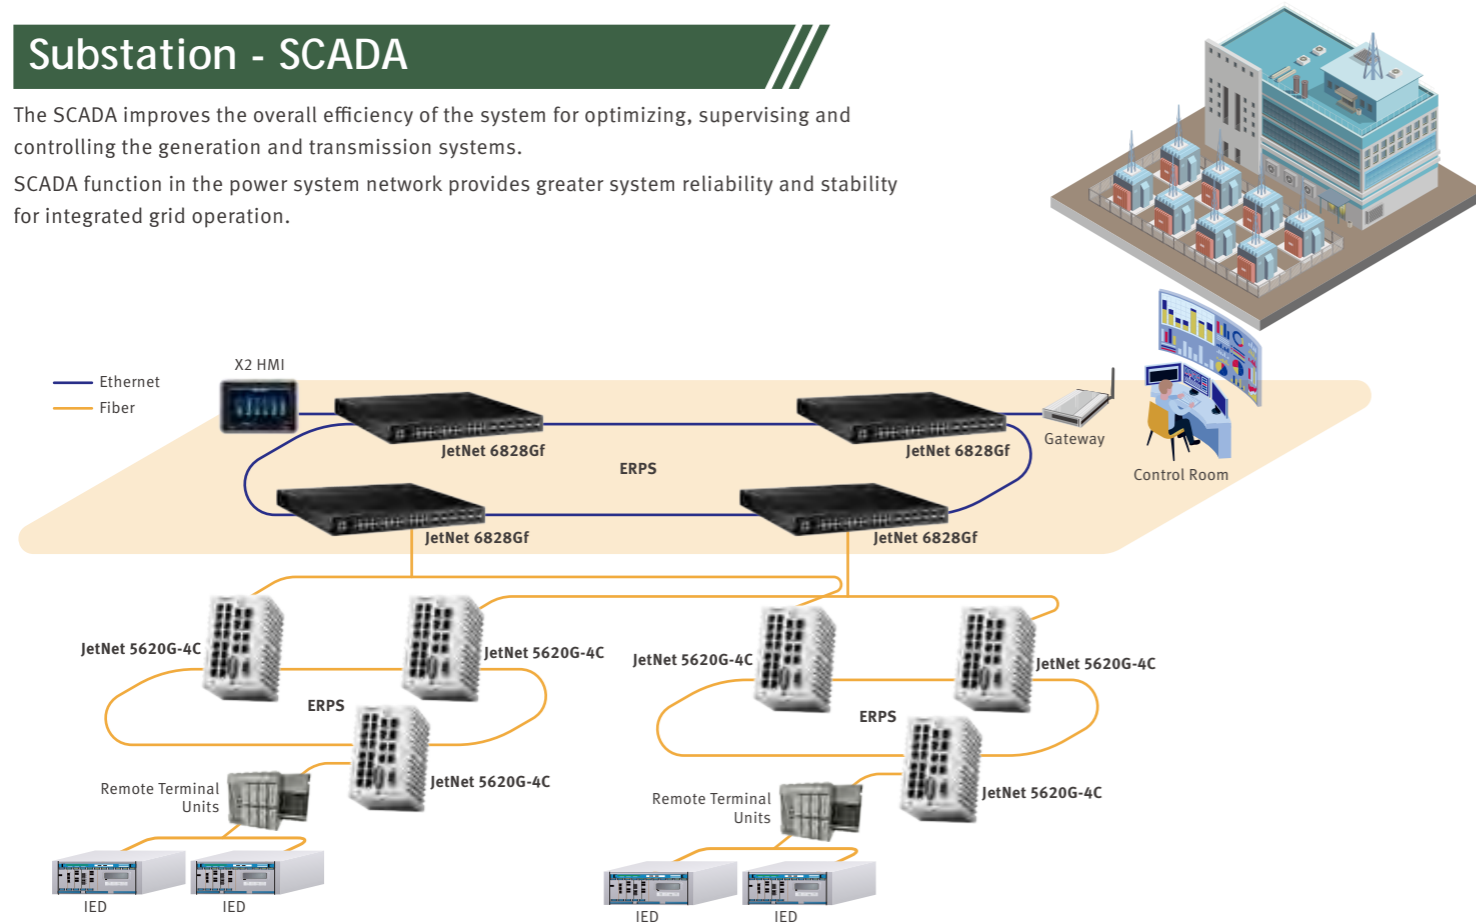 Substation - SCADA
The SCADA improves the overall efficiency of the system for optimizing, supervising and
controlling the generation and transmission systems.
SCADA function in the power system network provides greater system reliability and stability
for integrated grid operation.
X2 HMI
Ethernet
Fiber
JetNet 6828Gf
JetNet 6828Gf
Gateway
Control Room
ERPS
JetNet 6828Gf
JetNet 6828Gf
JetNet 5620G-4C
JetNet 5620G-4C
JetNet 5620G-4C
JetNet 5620G-4C
ERPS
ERPS
JetNet 5620G-4C
JetNet 5620G-4C
Remote Terminal
Units
Remote Terminal
Units
IED
IED
IED
IED